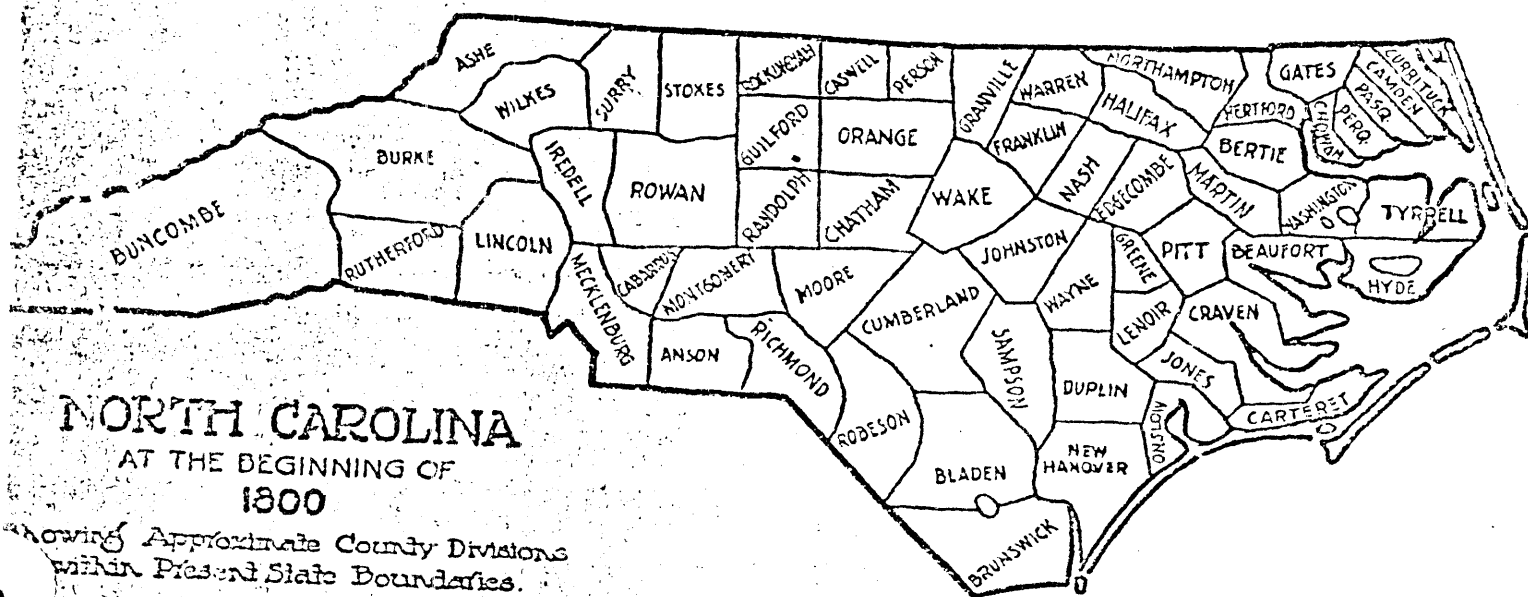 ASHE
WILKES
SURRY
STOKES
ROCKINGHAM
CASWELL
PERSON
GRANVILLE
WARREN
NORTHAMPTON
HALIFAX
GATES
HERTFORD
CURRITUCK
CAMDEN
PASQ.
PERQ.
CHOWAN
BURKE
IREDELL
ROWAN
GUILFORD
ORANGE
FRANKLIN
NASH
EDGECOMBE
BERTIE
MARTIN
WASHINGTON
TYRRELL
BUNCOMBE
RUTHERFORD
LINCOLN
RANDOLPH
CHATHAM
WAKE
JOHNSTON
GREENE
PITT
BEAUFORT
HYDE
MECKLENBURG
CABARRUS
MONTGOMERY
MOORE
CUMBERLAND
WAYNE
LENOIR
CRAVEN
ANSON
RICHMOND
SAMPSON
DUPLIN
JONES
CARTERET
ONSLOW
ROBESON
BLADEN
NEW
HANOVER
BRUNSWICK
NORTH CAROLINA
AT THE BEGINNING OF
1800
howing Approximate County Divisions
within Present State Boundaries.